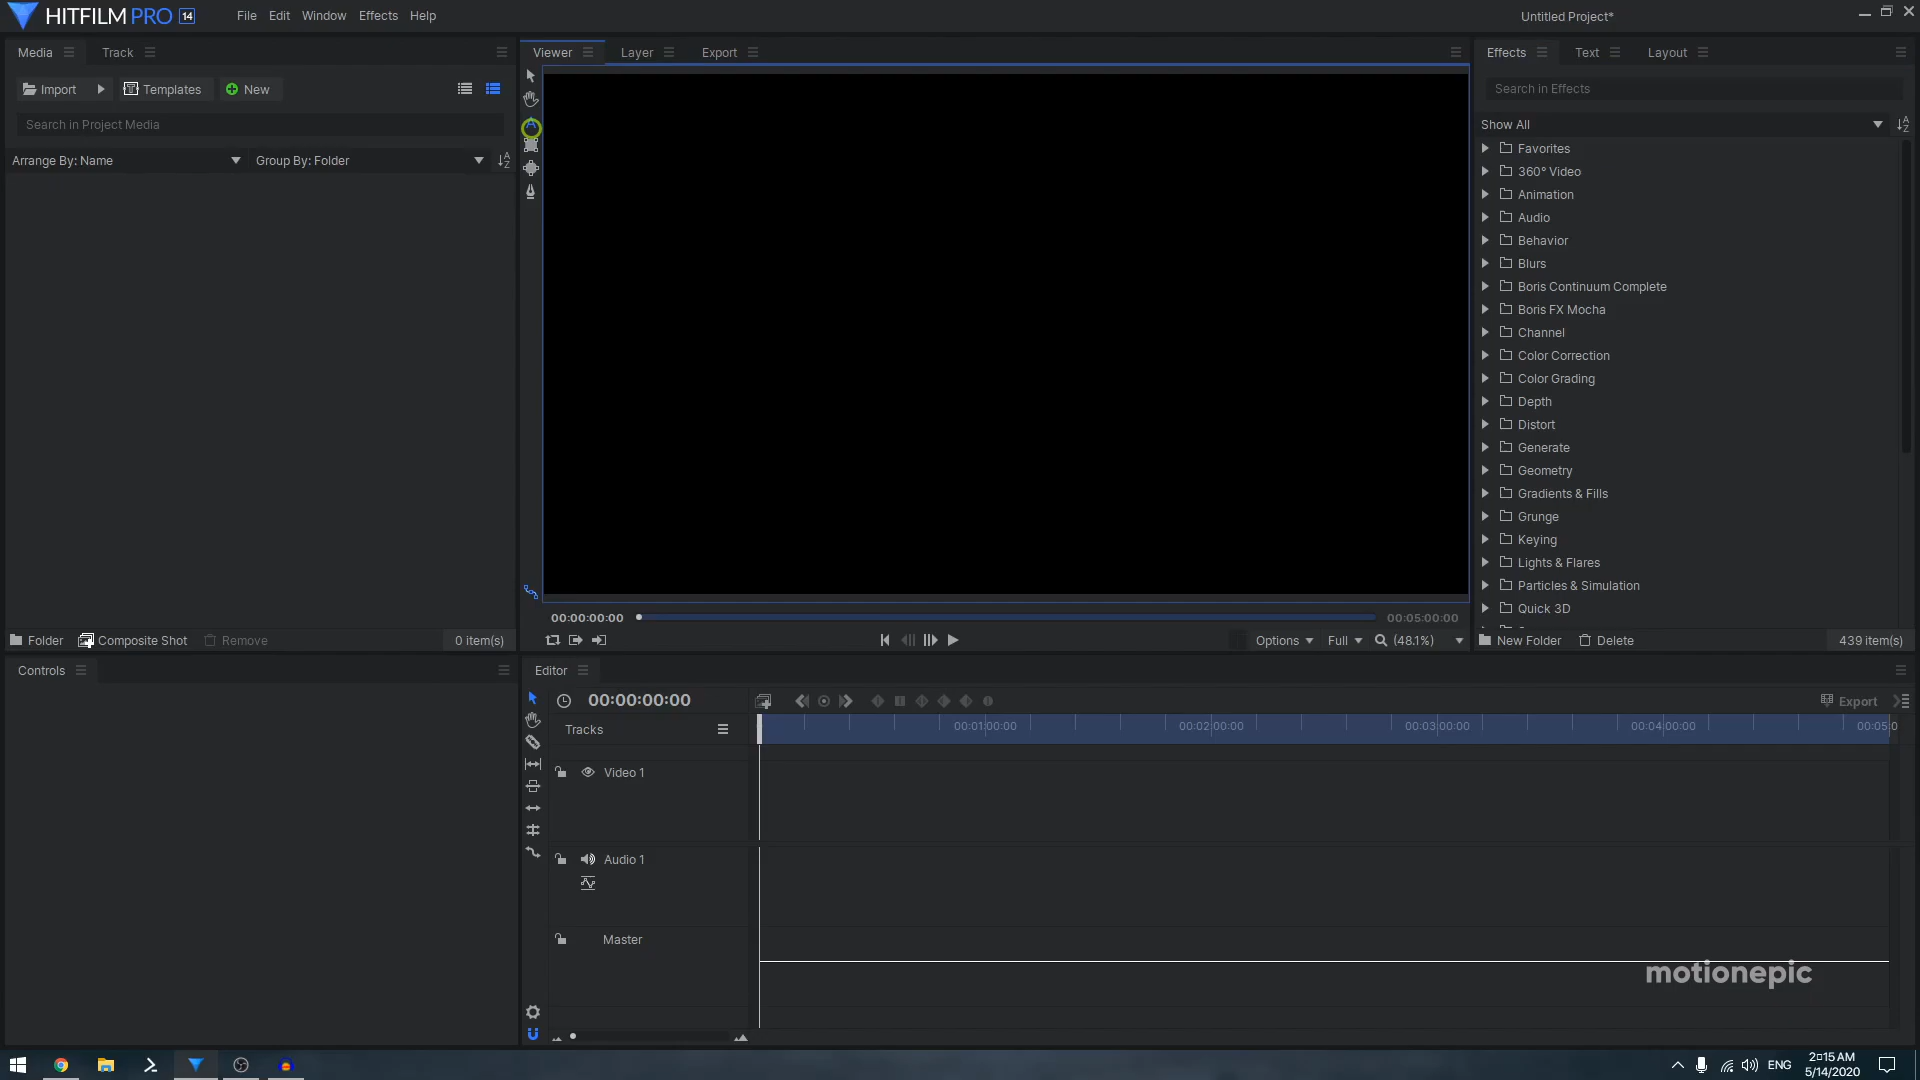 HITFILM PRO 14
File Edit Window Effects Help
Untitled Project*
Media
Track
Import
Templates
New
Search in Project Media
Arrange By: Name
Group By: Folder
Folder
Composite Shot
Remove
0 item(s)
Viewer
Layer
Export
00:00:00:00
00:05:00:00
Options
Full
(48.1%)
Effects
Text
Layout
Search in Effects
Show All
Favorites
360° Video
Animation
Audio
Behavior
Blurs
Boris Continuum Complete
Boris FX Mocha
Channel
Color Correction
Color Grading
Depth
Distort
Generate
Geometry
Gradients & Fills
Grunge
Keying
Lights & Flares
Particles & Simulation
Quick 3D
New Folder
Delete
439 item(s)
Controls
Editor
00:00:00:00
Export
Tracks
00:01:00:00
00:02:00:00
00:03:00:00
00:04:00:00
00:05:0
Video 1
Audio 1
Master
motionepic
ENG
2:15 AM
5/14/2020